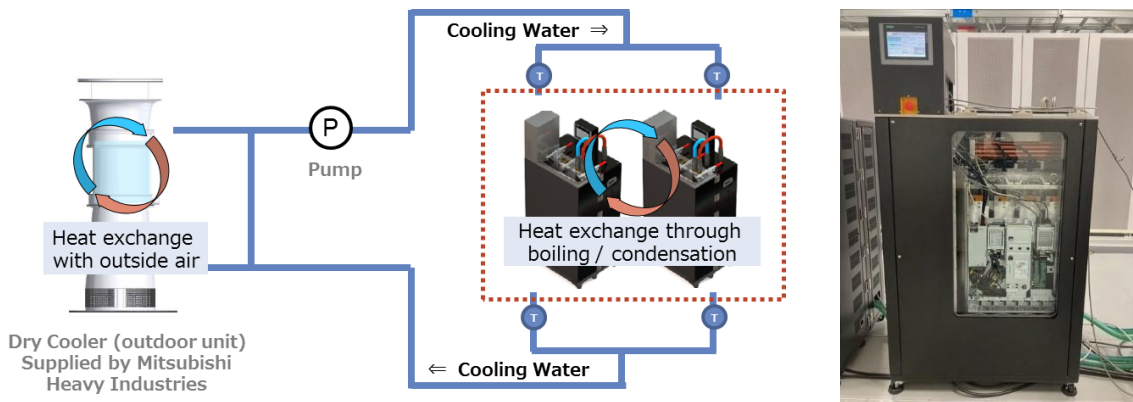 Cooling Water ⇒
T
T
P
Pump
Heat exchange
with outside air
Heat exchange through
boiling / condensation
T
T
Dry Cooler (outdoor unit)
Supplied by Mitsubishi
Heavy Industries
⇐ Cooling Water